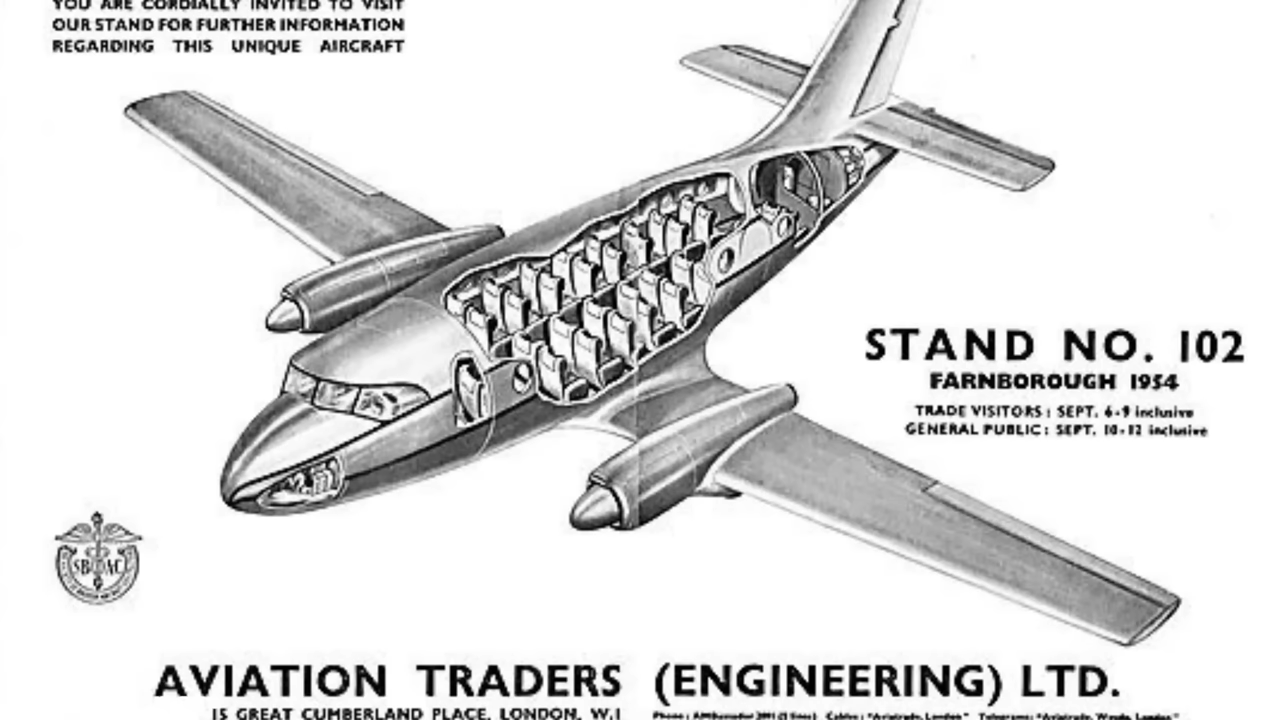 YOU ARE CORDIALLY INVITED TO VISIT
OUR STAND FOR FURTHER INFORMATION
REGARDING THIS UNIQUE AIRCRAFT
STAND NO. 102
FARNBOROUGH 1954
TRADE VISITORS : SEPT. 6-9 inclusive
GENERAL PUBLIC : SEPT. 10-12 inclusive
SBAC
AVIATION TRADERS (ENGINEERING) LTD.
15 GREAT CUMBERLAND PLACE, LONDON, W.1